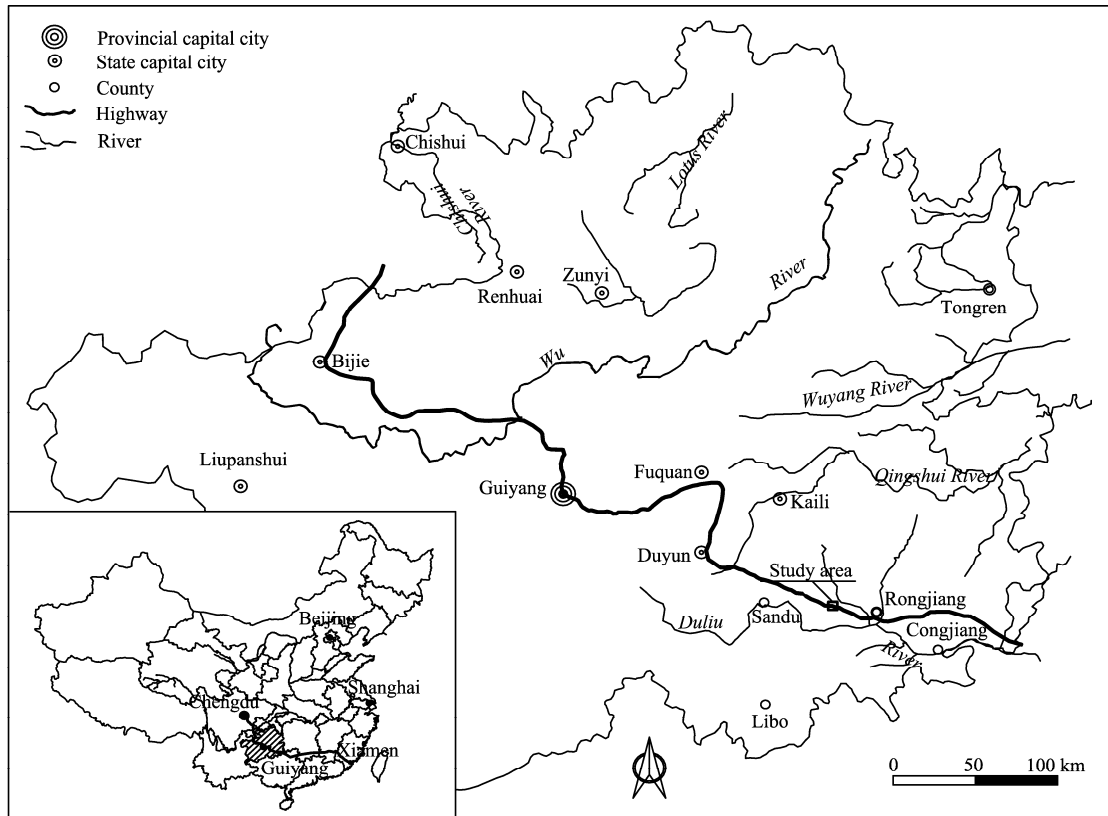 Provincial capital city
State capital city
County
Highway
River
Chishui
Chishui
River
Lotus River
Renhuai
Zunyi
River
Tongren
Bijie
Wu
Wuyang River
Liupanshui
Guiyang
Fuquan
Qingshui River
Kaili
Duyun
Study area
Rongjiang
Sandu
Duliu
Congjiang
River
Libo
Beijing
Shanghai
Chengdu
Xiamen
Guiyang
0 50 100 km